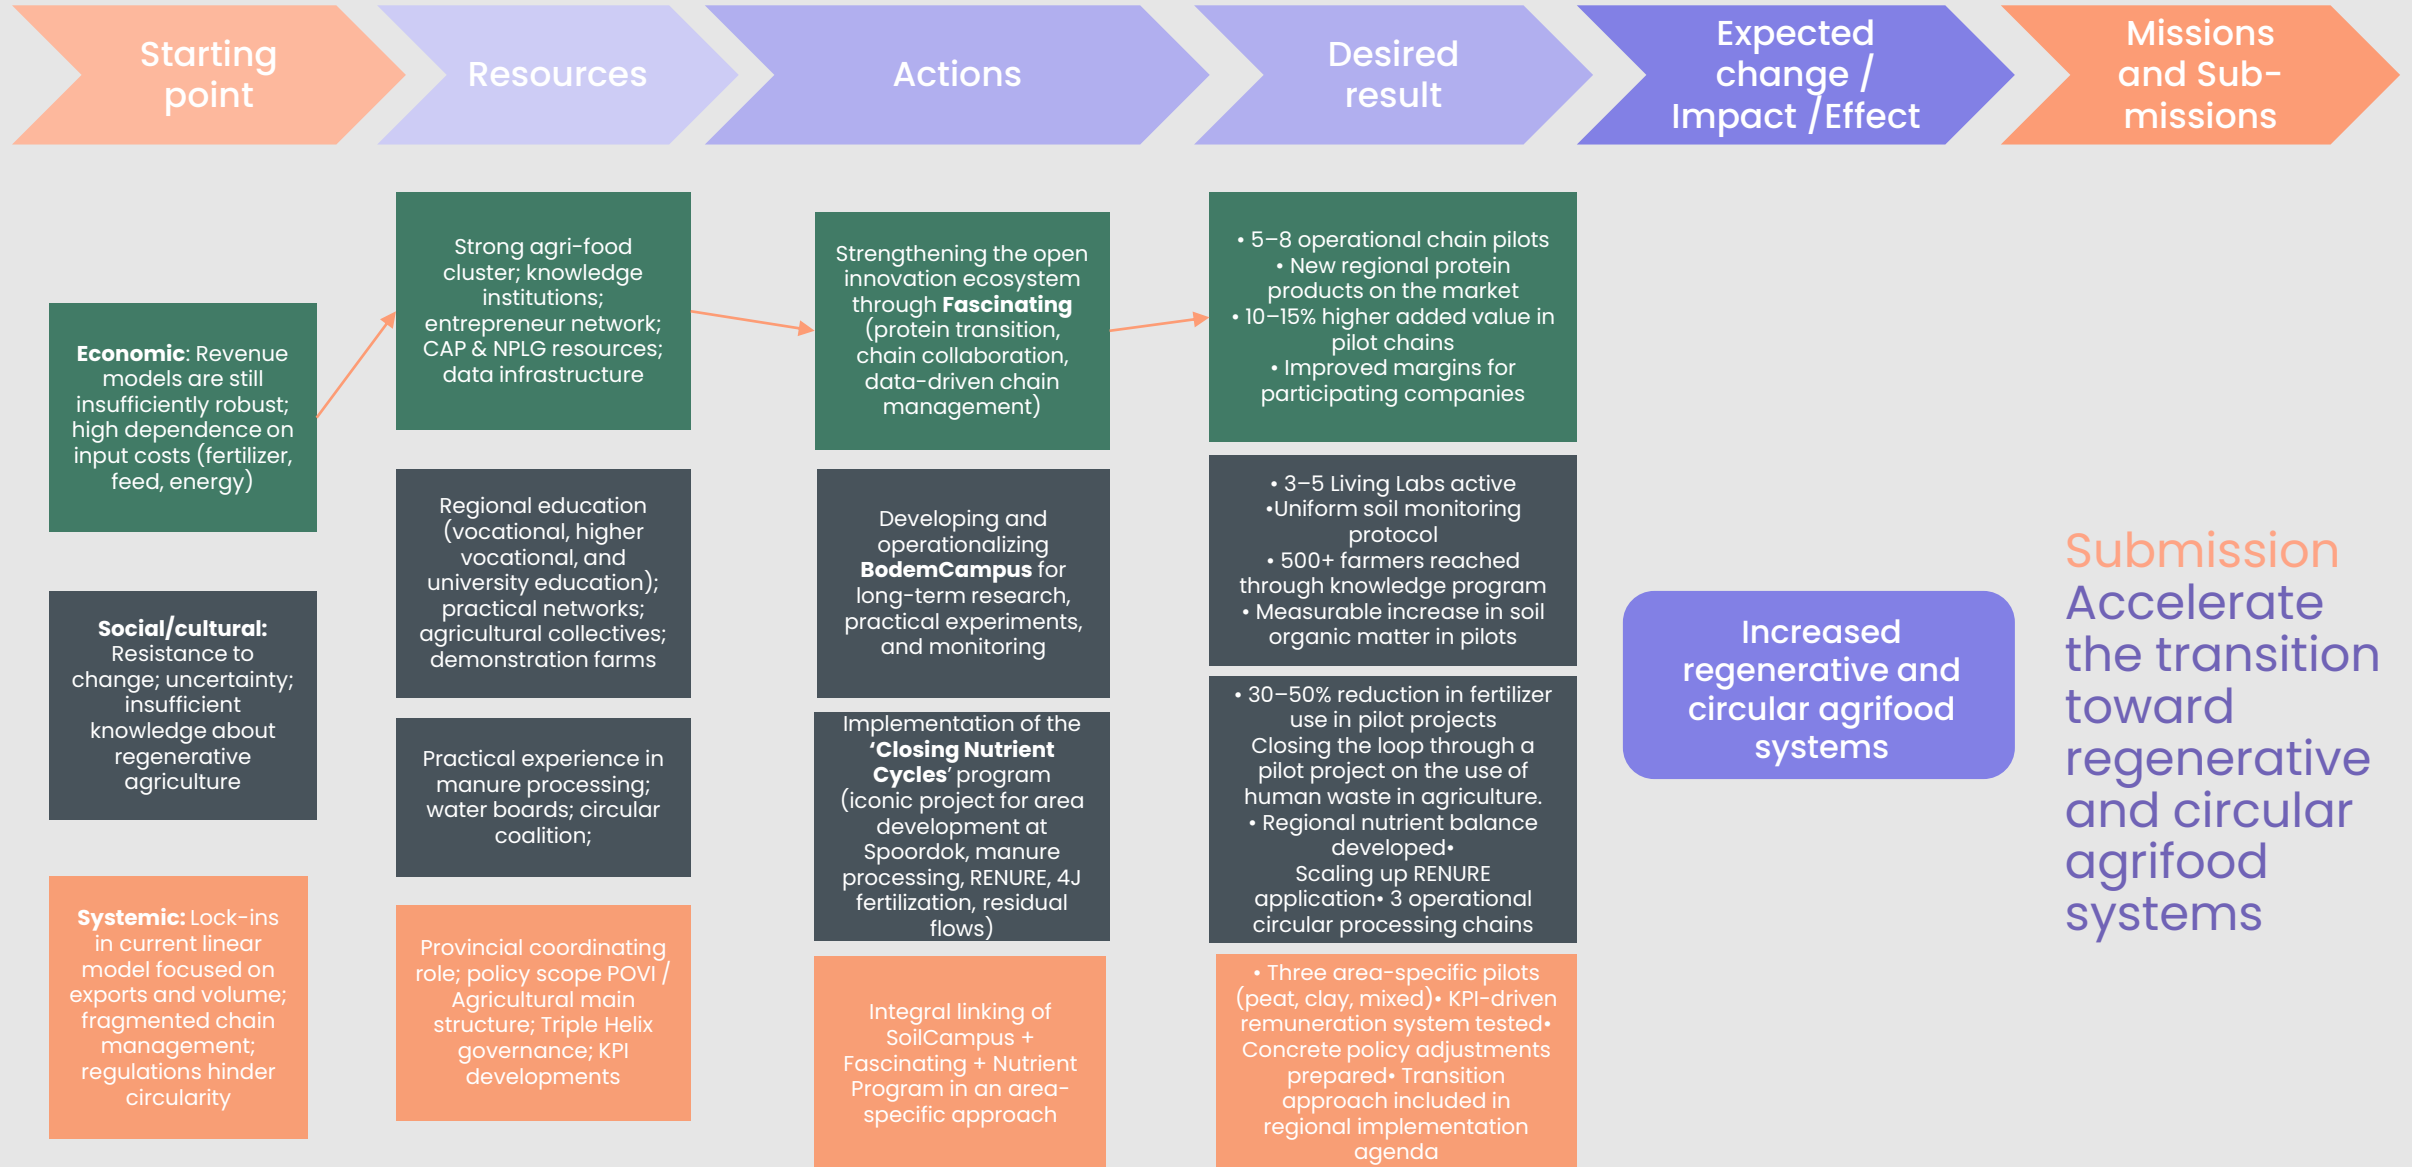 Starting
point
Resources
Actions
Desired
result
Expected
change /
Impact /Effect
Missions
and Sub-
missions
Economic: Revenue
models are still
insufficiently robust;
high dependence on
input costs (fertilizer,
feed, energy)
Social/cultural:
Resistance to
change; uncertainty;
insufficient
knowledge about
regenerative
agriculture
Systemic: Lock-ins
in current linear
model focused on
exports and volume;
fragmented chain
management;
regulations hinder
circularity
Strong agri-food
cluster; knowledge
institutions;
entrepreneur network;
CAP & NPLG resources;
data infrastructure
Regional education
(vocational, higher
vocational, and
university education);
practical networks;
agricultural collectives;
demonstration farms
Practical experience in
manure processing;
water boards; circular
coalition;
Provincial coordinating
role; policy scope POVI /
Agricultural main
structure; Triple Helix
governance; KPI
developments
Strengthening the open
innovation ecosystem
through Fascinating
(protein transition,
chain collaboration,
data-driven chain
management)
Developing and
operationalizing
BodemCampus for
long-term research,
practical experiments,
and monitoring
Implementation of the
‘Closing Nutrient
Cycles’ program
(iconic project for area
development at
Spoordok, manure
processing, RENURE, 4J
fertilization, residual
flows)
Integral linking of
SoilCampus +
Fascinating + Nutrient
Program in an area-
specific approach
• 5–8 operational chain pilots
• New regional protein
products on the market
• 10–15% higher added value in
pilot chains
• Improved margins for
participating companies
• 3–5 Living Labs active
•Uniform soil monitoring
protocol
• 500+ farmers reached
through knowledge program
• Measurable increase in soil
organic matter in pilots
• 30–50% reduction in fertilizer
use in pilot projects
Closing the loop through a
pilot project on the use of
human waste in agriculture.
• Regional nutrient balance
developed•
Scaling up RENURE
application• 3 operational
circular processing chains
• Three area-specific pilots
(peat, clay, mixed)• KPI-driven
remuneration system tested•
Concrete policy adjustments
prepared• Transition
approach included in
regional implementation
agenda
Increased
regenerative and
circular agrifood
systems
Submission
Accelerate
the transition
toward
regenerative
and circular
agrifood
systems